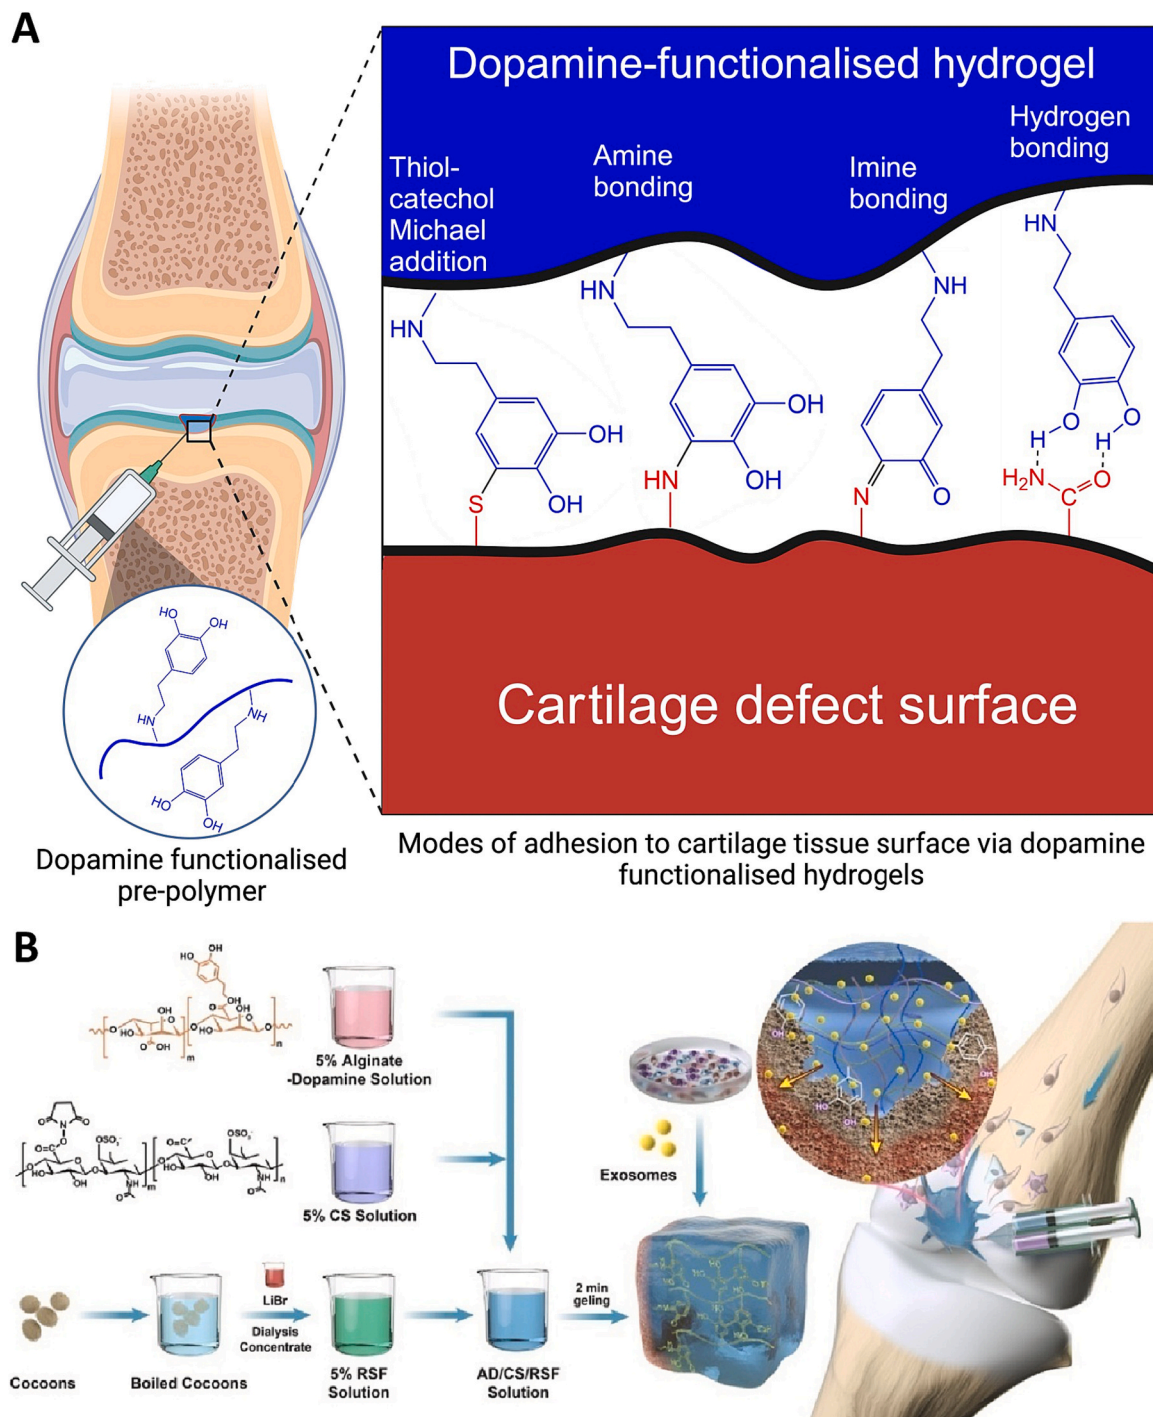 A
Dopamine-functionalised hydrogel
Thiol-
catechol
Michael
addition
Amine
bonding
Imine
bonding
Hydrogen
bonding
HN
HN
NH
HN
OH
OH
S
OH
OH
HN
N
O
O
O
H
H
H₂N
C
O
Cartilage defect surface
HO
OH
HN
NH
HO
OH
Dopamine functionalised
pre-polymer
Modes of adhesion to cartilage tissue surface via dopamine
functionalised hydrogels
B
HO
OH
5% Alginate
-Dopamine Solution
5% CS Solution
Cocoons
Boiled Cocoons
LiBr
Dialysis
Concentrate
5% RSF
Solution
AD/CS/RSF
Solution
2 min
geling
Exosomes